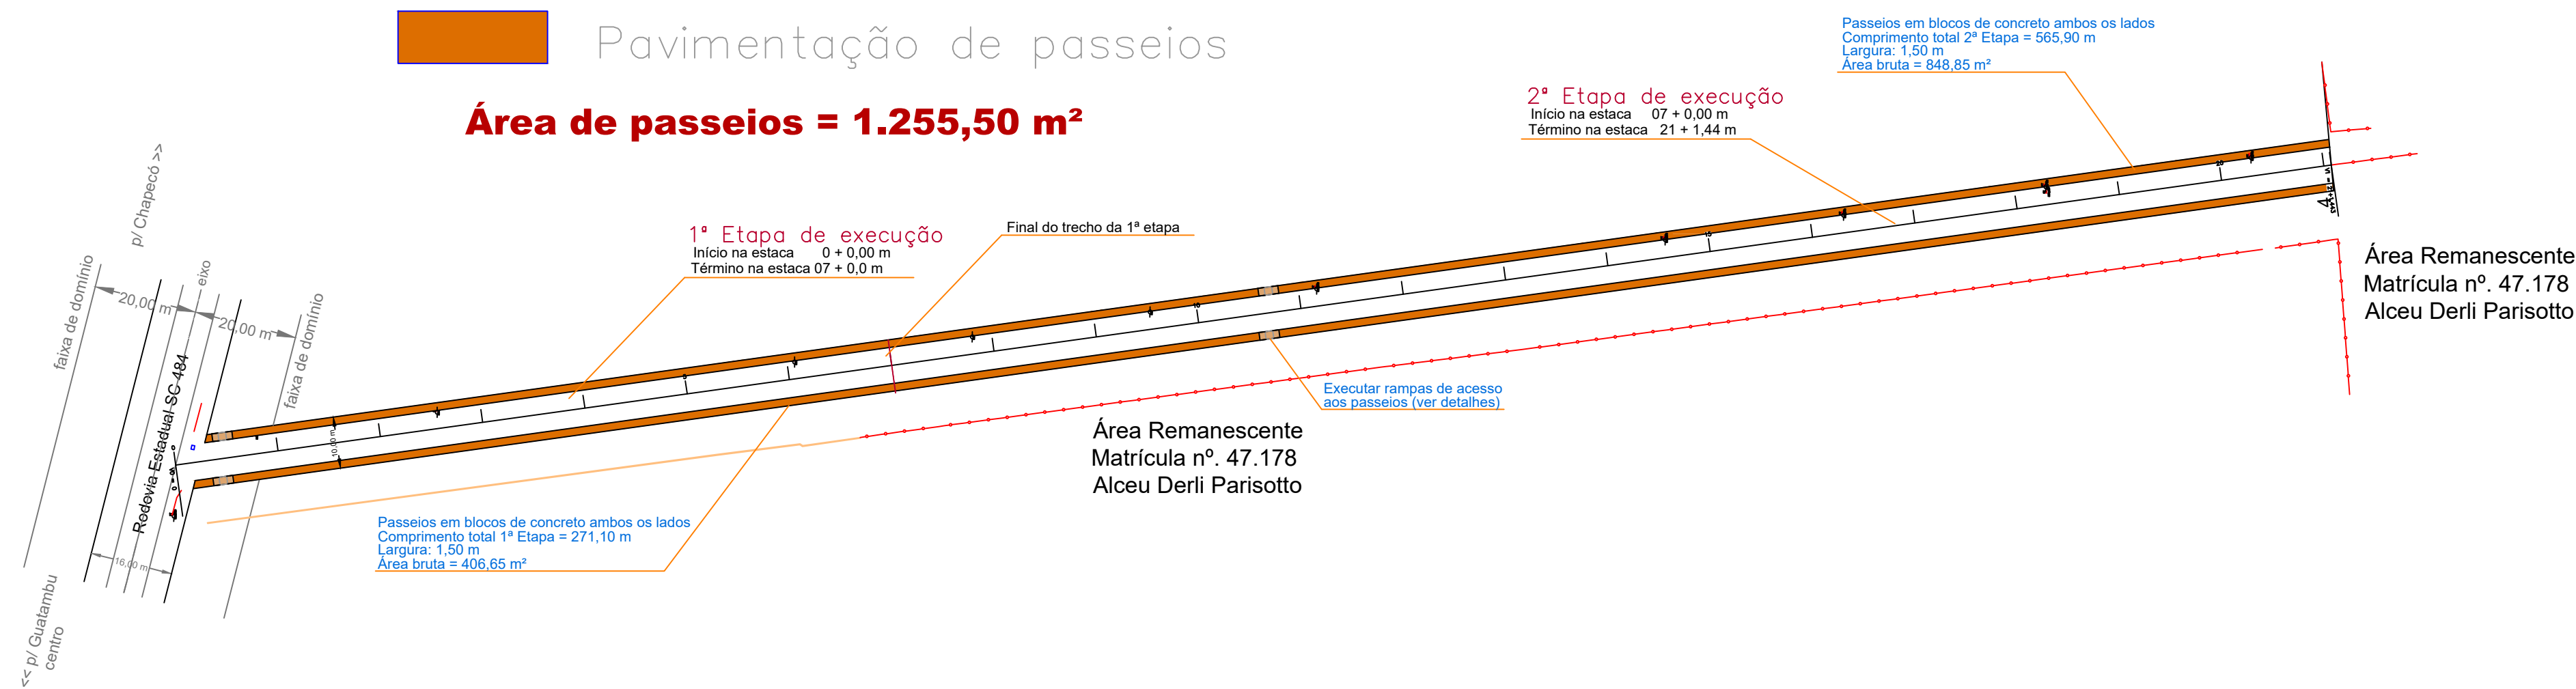 Pavimentação de passeios
Área de passeios = 1.255,50 m²
Passeios em blocos de concreto ambos os lados
Comprimento total 2ª Etapa = 565,90 m
Largura: 1,50 m
Área bruta = 848,85 m²
2ª Etapa de execução
Início na estaca 07 + 0,00 m
Término na estaca 21 + 1,44 m
1ª Etapa de execução
Início na estaca 0 + 0,00 m
Término na estaca 07 + 0,0 m
Final do trecho da 1ª etapa
p/ Chapecó >>
faixa de domínio
20,00 m
eixo
20,00 m
faixa de domínio
Rodovia Estadual SC 484
16,00 m
<< p/ Guatambu
centro
10,00 m
5
10
15
20
Área Remanescente
Matrícula nº. 47.178
Alceu Derli Parisotto
Executar rampas de acesso
aos passeios (ver detalhes)
Área Remanescente
Matrícula nº. 47.178
Alceu Derli Parisotto
Passeios em blocos de concreto ambos os lados
Comprimento total 1ª Etapa = 271,10 m
Largura: 1,50 m
Área bruta = 406,65 m²